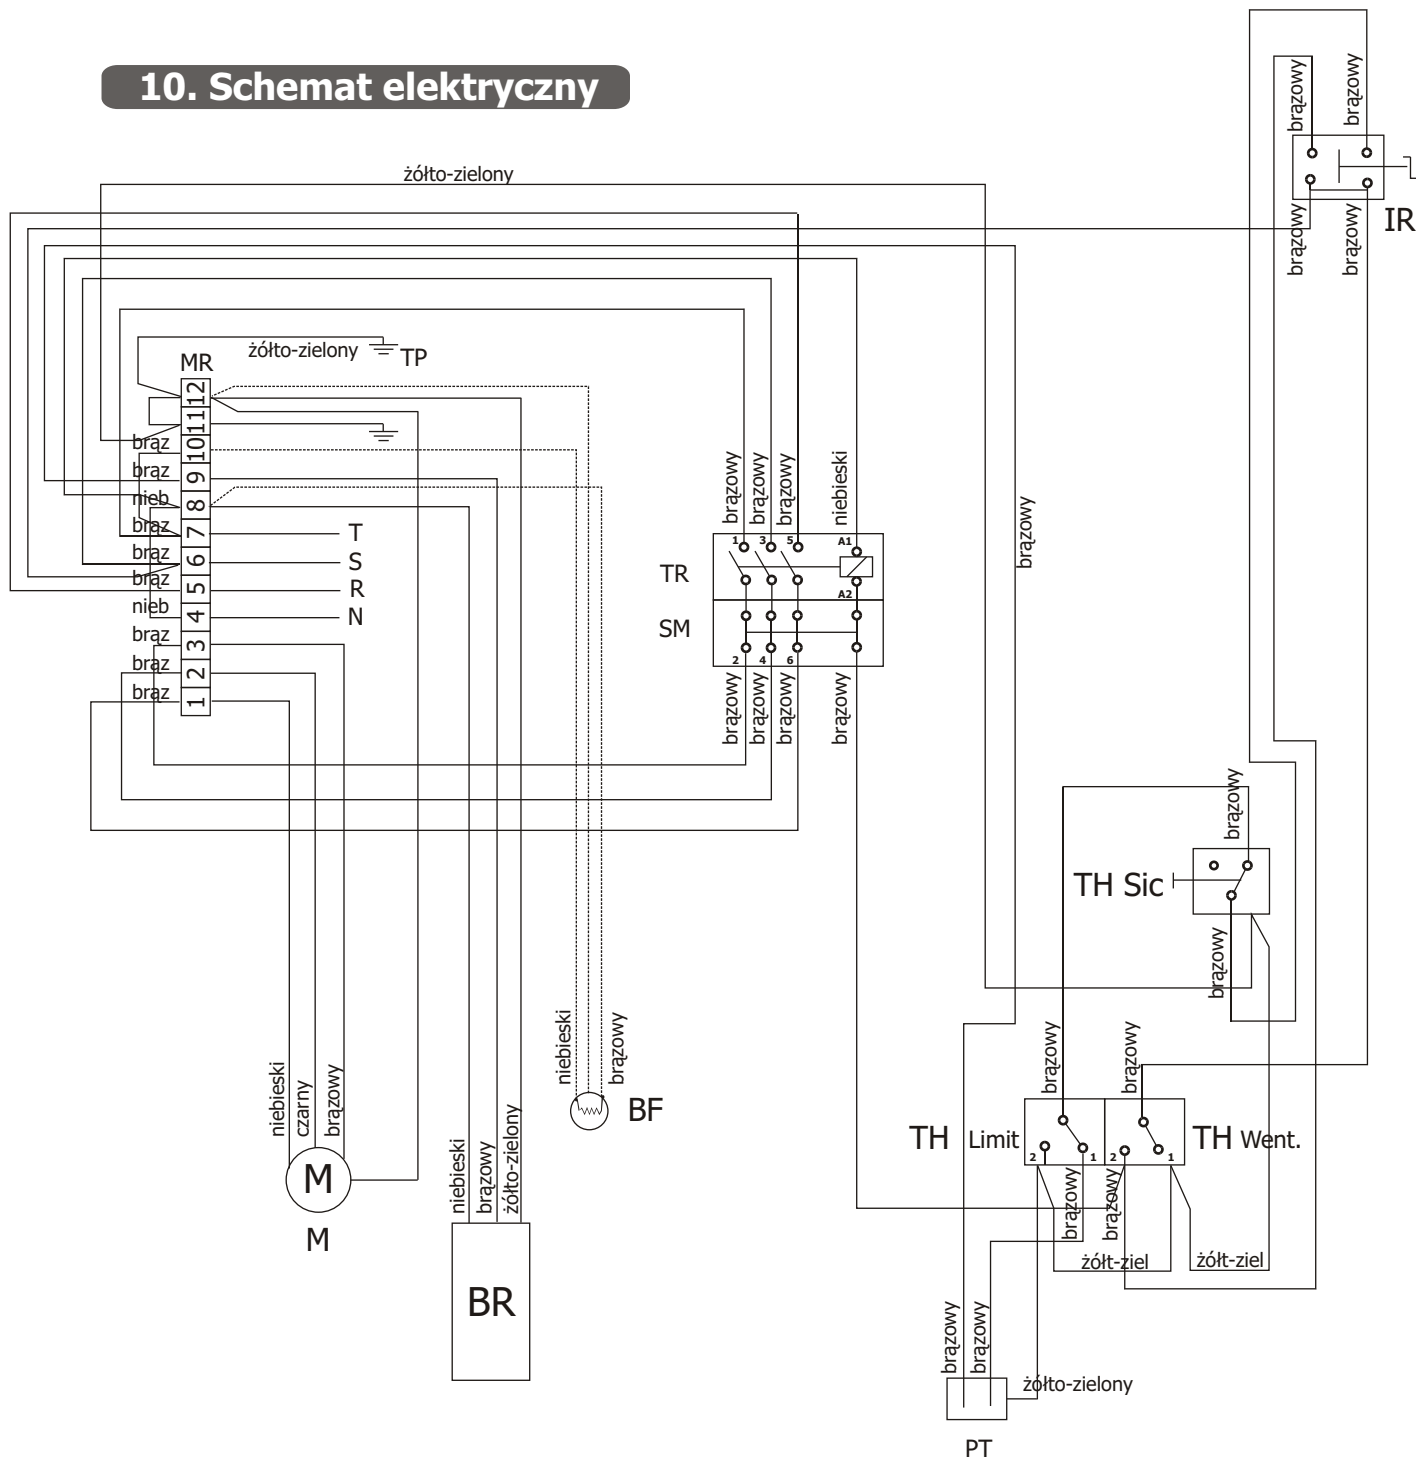 10. Schemat elektryczny
brązowy
brązowy
IR
brązowy
brązowy
żółto-zielony
żółto-zielony
TP
MR
12
11
10
9
8
7
6
5
4
3
2
1
brąz
brąz
nieb
brąz
brąz
brąz
nieb
brąz
brąz
brąz
T
S
R
N
brązowy
brązowy
brązowy
niebieski
1
3
5
A1
TR
A2
SM
2
4
6
brązowy
brązowy
brązowy
brązowy
brązowy
brązowy
TH Sic
brązowy
niebieski
brązowy
BF
niebieski
czarny
brązowy
M
M
niebieski
brązowy
żółto-zielony
BR
brązowy
brązowy
TH Limit
TH Went.
2
1
2
1
brązowy
brązowy
żółt-ziel
żółt-ziel
brązowy
brązowy
żółto-zielony
PT